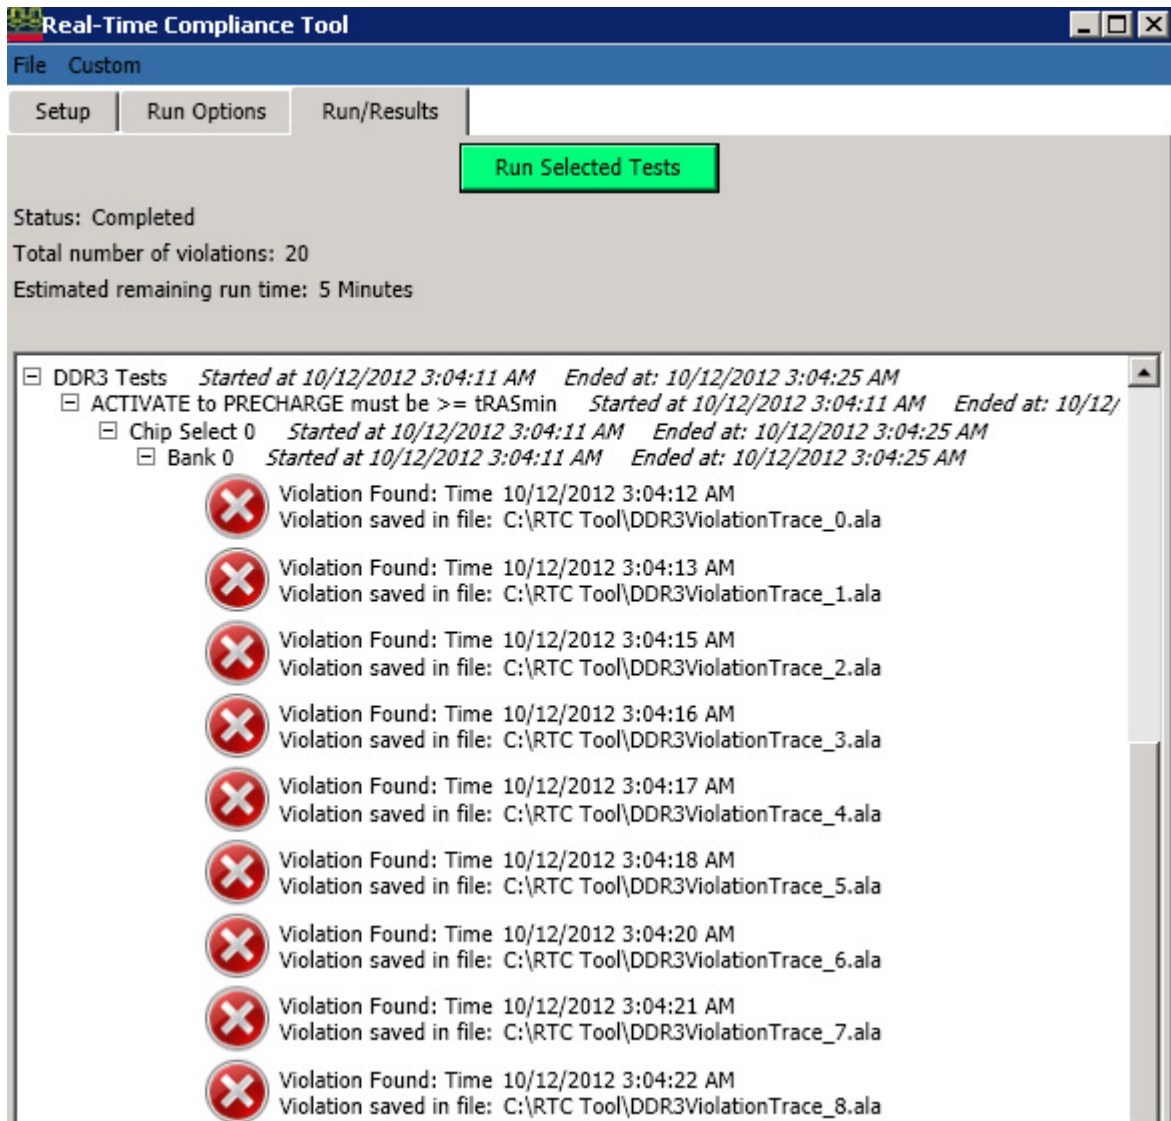 Real-Time Compliance Tool
File Custom
Setup Run Options Run/Results
Run Selected Tests
Status: Completed
Total number of violations: 20
Estimated remaining run time: 5 Minutes
DDR3 Tests Started at 10/12/2012 3:04:11 AM Ended at: 10/12/2012 3:04:25 AM
ACTIVATE to PRECHARGE must be >= tRASmin Started at 10/12/2012 3:04:11 AM Ended at: 10/12/
Chip Select 0 Started at 10/12/2012 3:04:11 AM Ended at: 10/12/2012 3:04:25 AM
Bank 0 Started at 10/12/2012 3:04:11 AM Ended at: 10/12/2012 3:04:25 AM
Violation Found: Time 10/12/2012 3:04:12 AM
Violation saved in file: C:\RTC Tool\DDR3ViolationTrace_0.ala
Violation Found: Time 10/12/2012 3:04:13 AM
Violation saved in file: C:\RTC Tool\DDR3ViolationTrace_1.ala
Violation Found: Time 10/12/2012 3:04:15 AM
Violation saved in file: C:\RTC Tool\DDR3ViolationTrace_2.ala
Violation Found: Time 10/12/2012 3:04:16 AM
Violation saved in file: C:\RTC Tool\DDR3ViolationTrace_3.ala
Violation Found: Time 10/12/2012 3:04:17 AM
Violation saved in file: C:\RTC Tool\DDR3ViolationTrace_4.ala
Violation Found: Time 10/12/2012 3:04:18 AM
Violation saved in file: C:\RTC Tool\DDR3ViolationTrace_5.ala
Violation Found: Time 10/12/2012 3:04:20 AM
Violation saved in file: C:\RTC Tool\DDR3ViolationTrace_6.ala
Violation Found: Time 10/12/2012 3:04:21 AM
Violation saved in file: C:\RTC Tool\DDR3ViolationTrace_7.ala
Violation Found: Time 10/12/2012 3:04:22 AM
Violation saved in file: C:\RTC Tool\DDR3ViolationTrace_8.ala